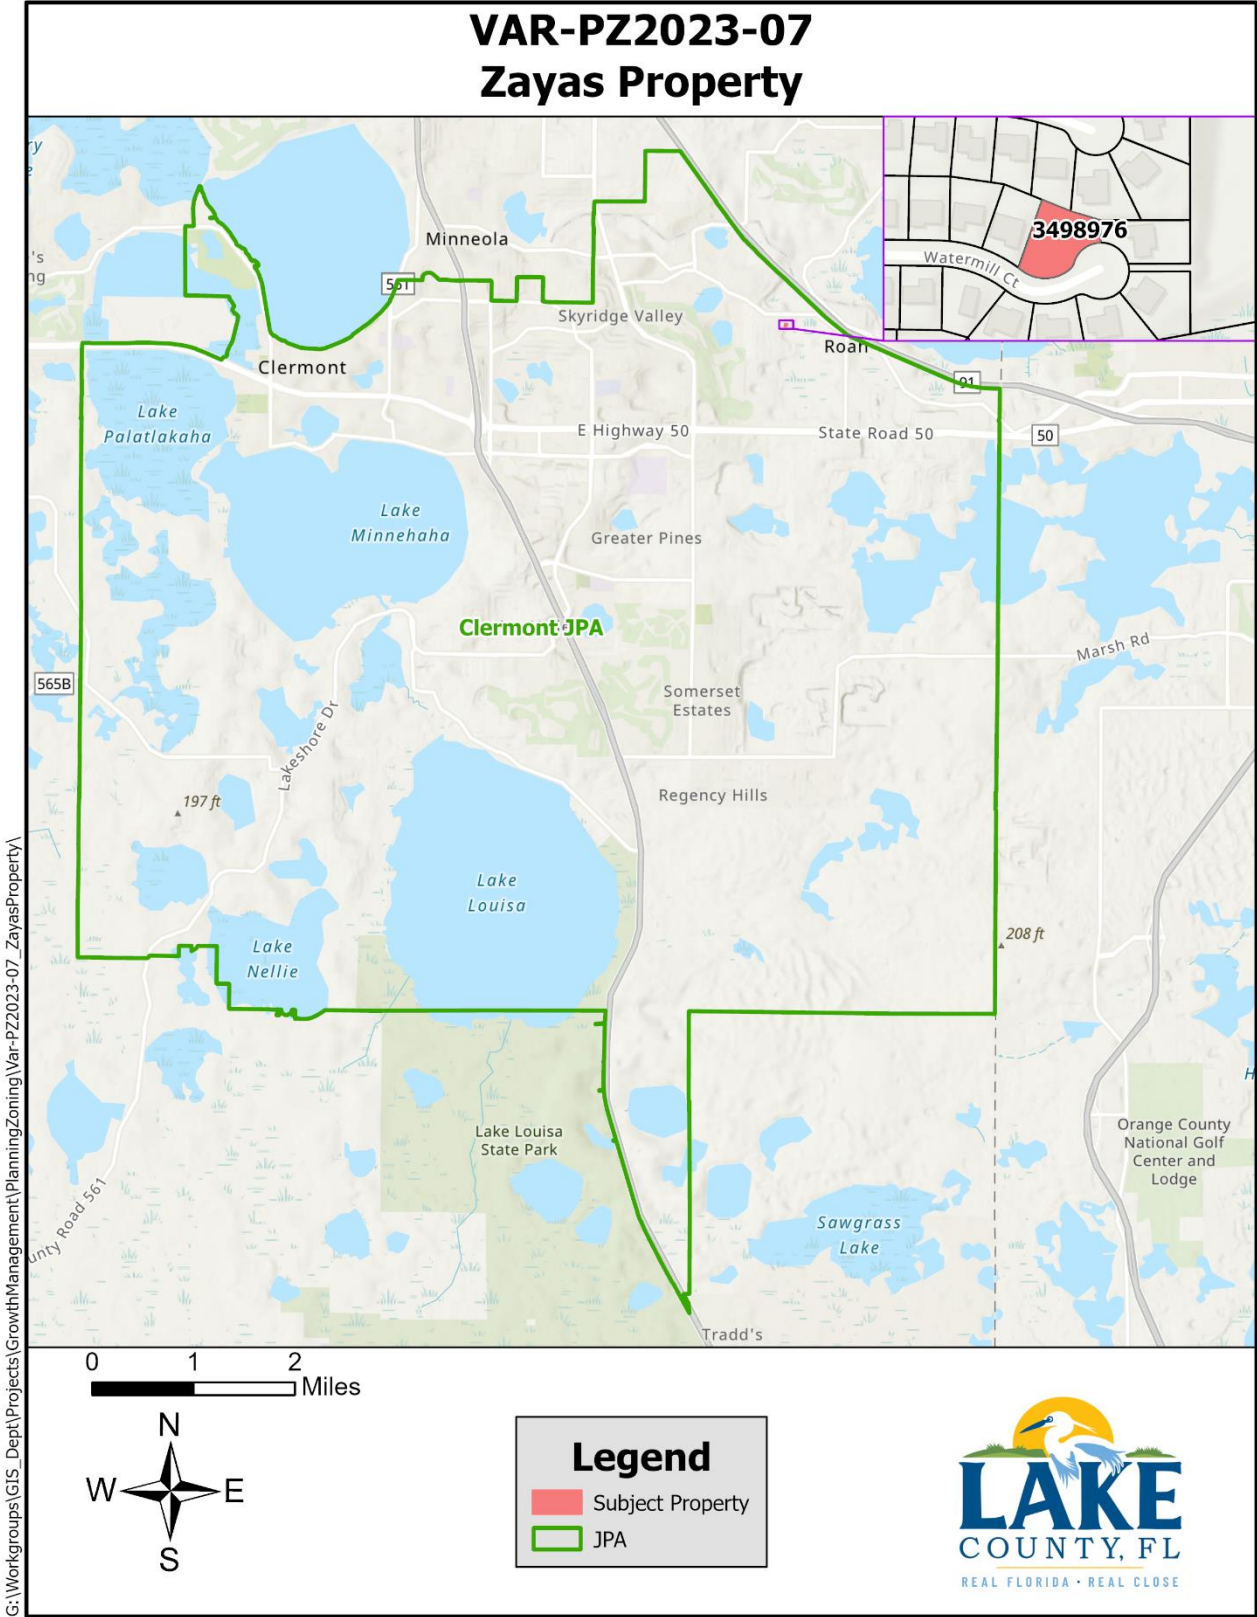 VAR-PZ2023-07
Zayas Property
3498976
Watermill Ct
Minneola
561
Skyridge Valley
Roah
Clermont
91
Lake
Palatlakaha
E Highway 50
State Road 50
50
Lake
Minnehaha
Greater Pines
Clermont JPA
Marsh Rd
565B
Somerset
Estates
Lakeshore Dr
197 ft
Regency Hills
Lake
Louisa
Lake
Nellie
208 ft
Lake Louisa
State Park
Orange County
National Golf
Center and
Lodge
unty Road 561
Sawgrass
Lake
Tradd's
0 1 2
Miles
N
W E
S
Legend
Subject Property
JPA
LAKE
COUNTY, FL
REAL FLORIDA · REAL CLOSE
G:\Workgroups\GIS_Dept\Projects\GrowthManagement\PlanningZoning\Var-PZ2023-07_ZayasProperty\